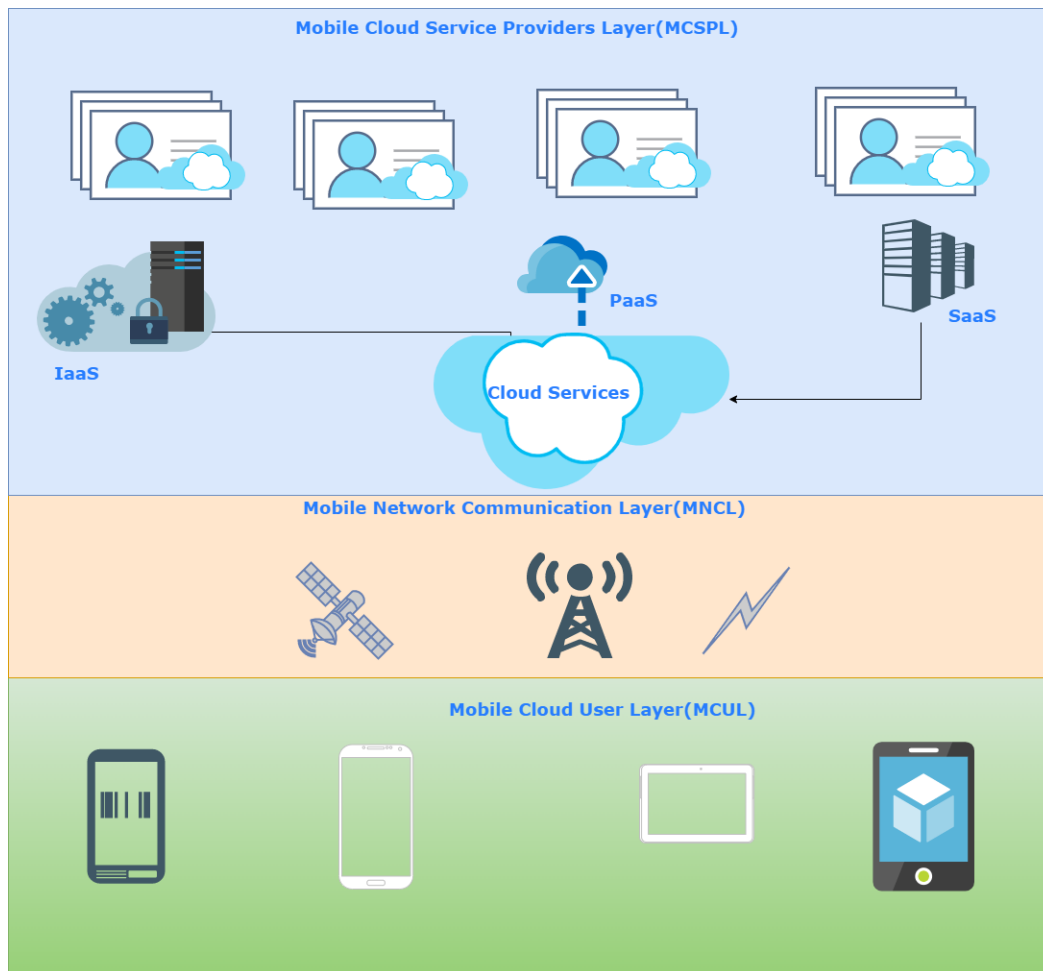 Mobile Cloud Service Providers Layer(MCSPL)
PaaS
SaaS
IaaS
Cloud Services
Mobile Network Communication Layer(MNCL)
Mobile Cloud User Layer(MCUL)